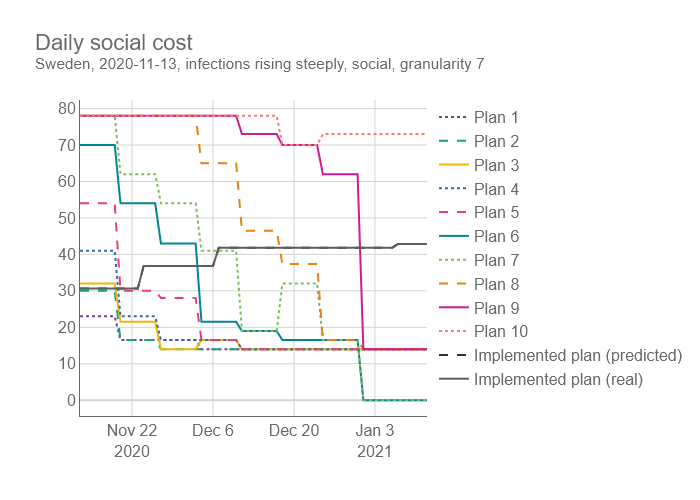 Daily social cost
Sweden, 2020-11-13, infections rising steeply, social, granularity 7
80
70
60
50
40
30
20
10
0
Nov 22
2020
Dec 6
Dec 20
Jan 3
2021
Plan 1
Plan 2
Plan 3
Plan 4
Plan 5
Plan 6
Plan 7
Plan 8
Plan 9
Plan 10
Implemented plan (predicted)
Implemented plan (real)